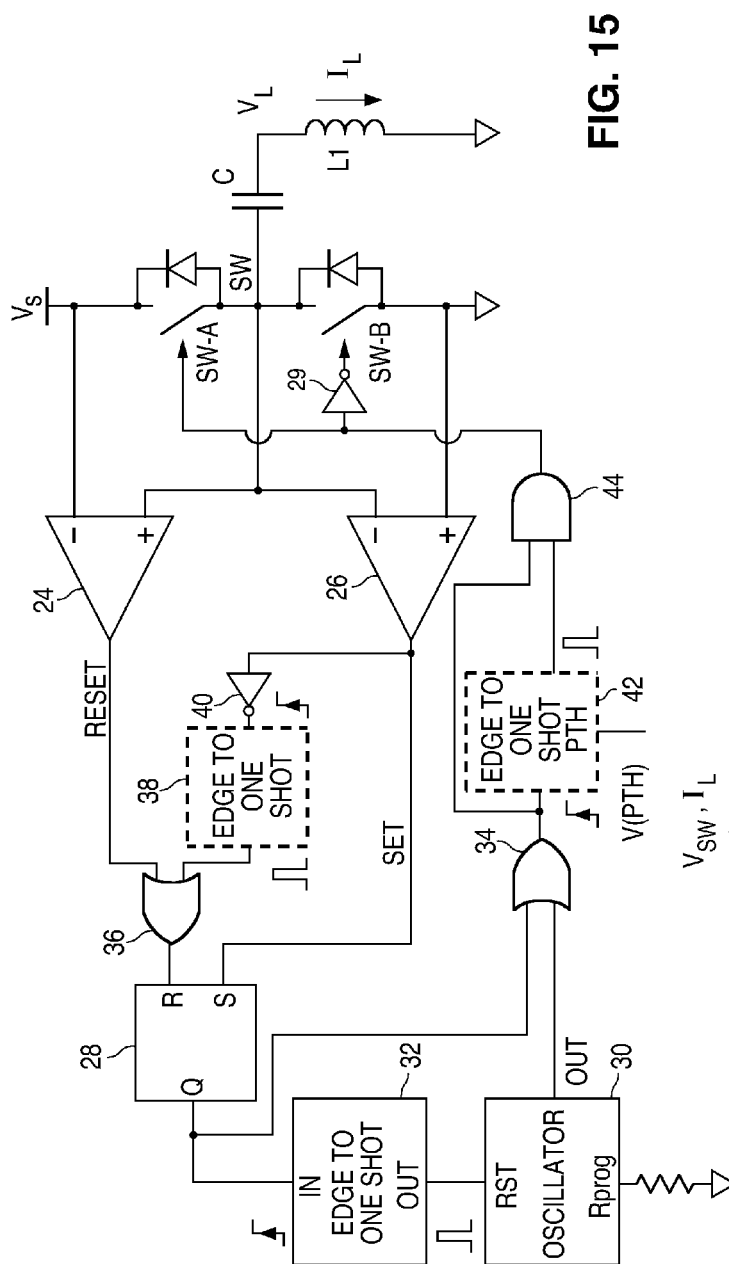 FIG. 15
V_S
V_L
I_L
C
L1
SW
SW-A
SW-B
29
−
+
24
−
+
26
RESET
40
38
EDGE TO
ONE
SHOT
SET
36
R
S
Q
28
44
EDGE TO
ONE
SHOT
PTH
42
V(PTH)
V_SW, I_L
34
IN
EDGE TO
ONE SHOT
OUT
32
RST
OSCILLATOR
Rprog
OUT
30